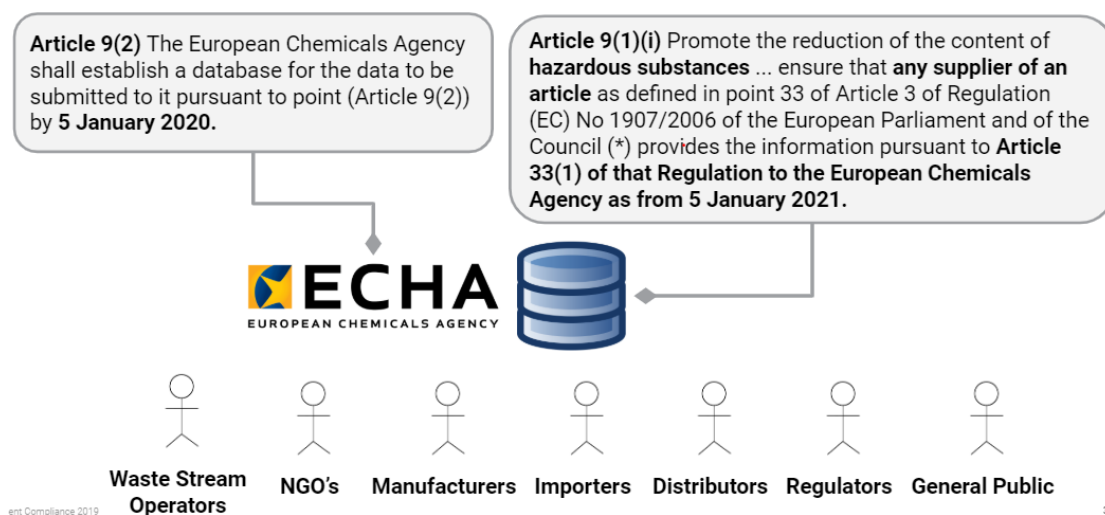 Article 9(2) The European Chemicals Agency
shall establish a database for the data to be
submitted to it pursuant to point (Article 9(2))
by 5 January 2020.
Article 9(1)(i) Promote the reduction of the content of
hazardous substances ... ensure that any supplier of an
article as defined in point 33 of Article 3 of Regulation
(EC) No 1907/2006 of the European Parliament and of the
Council (*) provides the information pursuant to Article
33(1) of that Regulation to the European Chemicals
Agency as from 5 January 2021.
ECHA
EUROPEAN CHEMICALS AGENCY
Waste Stream
Operators
NGO's
Manufacturers
Importers
Distributors
Regulators
General Public
ent Compliance 2019